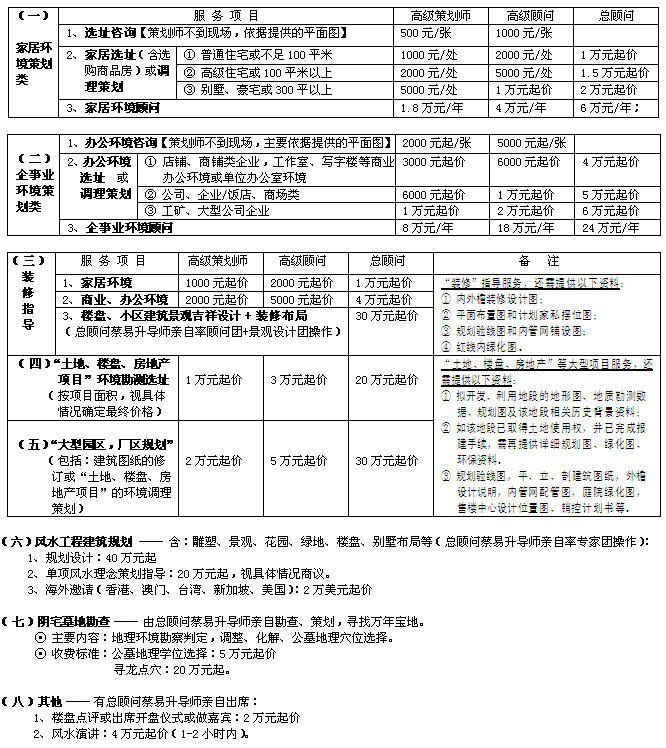 （一） 服 务 项 目 高级策划师 高级顾问 总顾问
家居环境策划类
1、选址咨询【策划师不到现场，依据提供的平面图】 500 元/张 1000 元/张
2、家居选址（含选购商品房）或调理策划
① 普通住宅或不足 100 平米 1000 元/处 2000 元/处 1 万元起价
② 高级住宅或 100 平米以上 2000 元/处 5000 元/处 1.5 万元起价
③ 别墅、豪宅或 300 平以上 5000 元起 1 万元起价 2 万元起价
3、家居环境顾问 1.8 万元/年 4 万元/年 6 万元/年；
（二）
企事业环境策划类
1、办公环境咨询【策划师不到现场，主要依据提供的平面图】 2000 元起/张 5000 元起/张
2、办公环境选址 或调理策划
① 店铺、商铺类企业，工作室、写字楼等商业 3000 元起价 6000 元起价 4 万元起价
办公环境或单位办公室环境
② 公司、企业/饭店、商场类 6000 元起价 1 万元起价 5 万元起价
③ 工矿、大型公司企业 1 万元起价 2 万元起价 6 万元起价
3、企事业环境顾问 8 万元/年 18 万元/年 24 万元/年
（三） 服 务 项 目 高级策划师 高级顾问 总顾问 备 注
装修指导
1、家居环境 1000 元起价 2000 元起价 1 万元起价
2、商业、办公环境 2000 元起价 5000 元起价 4 万元起价
3、楼盘、小区建筑景观吉祥设计 + 装修布局 30 万元起价
（总顾问蔡易升导师亲自率顾问团+景观设计团操作）
“装修”指导服务，还需提供以下资料：
① 内外檐装修设计图；
② 平面布置图和计划家私摆位图；
③ 规划验线图和内管网铺设图；
④ 红线内绿化图。
（四）“土地、楼盘、房地产
项目”环境勘测选址 1 万元起价 3 万元起价 20 万元起价
（按项目面积，视具体
情况确定最终价格）
（五）“大型园区，厂区规划”
（包括：建筑图纸的修 2 万元起价 5 万元起价 30 万元起价
订或“土地、楼盘、房
地产项目”的环境调理
策划）
“土地、楼盘、房地产”等大型项目服务，还
需提供以下资料：
① 拟开发、利用地段的地形图、地质勘测数
据、规划图及该地段相关历史背景资料；
② 如该地段已取得土地使用权，并已完成报
建手续，需再提供详细规划图、绿化图、
环保资料。
③ 规划验线图，平、立、剖建筑图纸，外檐
设计说明，内管网配管图，庭院绿化图，
售楼中心设计位置图、销控计划书等。
（六）风水工程建筑规划 —— 含：雕塑、景观、花园、绿地、楼盘、别墅布局等（总顾问蔡易升导师亲自率专家团操作）：
1、规划设计：40 万元起
2、单项风水理念策划指导：20 万元起，视具体情况商议。
3、海外邀请（香港、澳门、台湾、新加坡、美国）：2 万美元起价
（七）阴宅墓地勘查 —— 由总顾问蔡易升导师亲自勘查、策划，寻找万年宝地。
⊙ 主要内容：地理环境勘察判定，调整、化解、公墓地理穴位选择。
⊙ 收费标准：公墓地理学位选择：5 万元起价
寻龙点穴：20 万元起。
（八）其他 —— 有总顾问蔡易升导师亲自出席：
1、楼盘点评或出席开盘仪式或做嘉宾：2 万元起价
2、风水演讲：4 万元起价（1-2 小时内）。